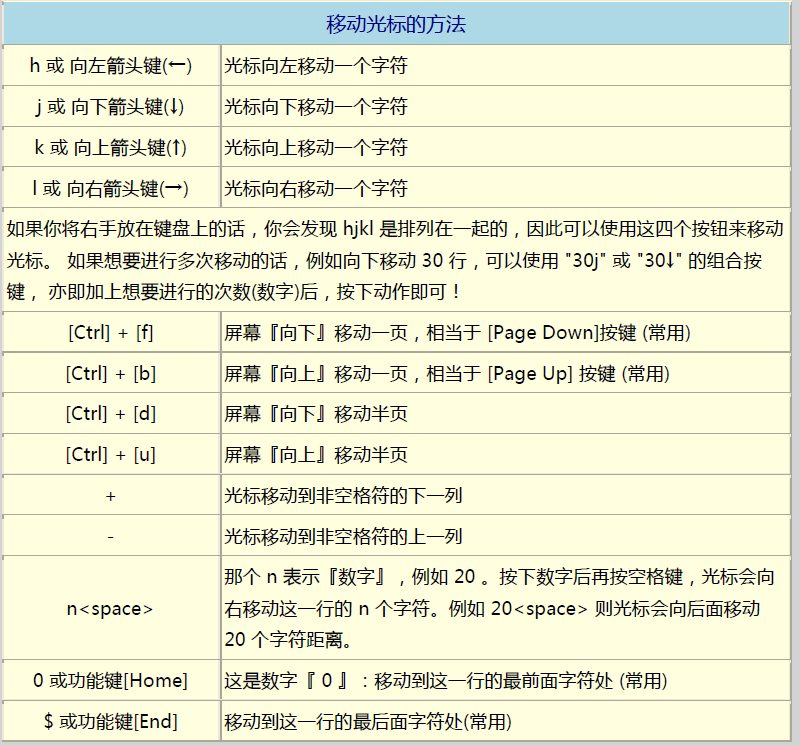 移动光标的方法
h 或 向左箭头键(←)
光标向左移动一个字符
j 或 向下箭头键(↓)
光标向下移动一个字符
k 或 向上箭头键(↑)
光标向上移动一个字符
l 或 向右箭头键(→)
光标向右移动一个字符
如果你将右手放在键盘上的话，你会发现 hjkl 是排列在一起的，因此可以使用这四个按钮来移动
光标。 如果想要进行多次移动的话，例如向下移动 30 行，可以使用 "30j" 或 "30↓" 的组合按
键， 亦即加上想要进行的次数(数字)后，按下动作即可！
[Ctrl] + [f]
屏幕『向下』移动一页，相当于 [Page Down]按键 (常用)
[Ctrl] + [b]
屏幕『向上』移动一页，相当于 [Page Up] 按键 (常用)
[Ctrl] + [d]
屏幕『向下』移动半页
[Ctrl] + [u]
屏幕『向上』移动半页
+
光标移动到非空格符的下一列
-
光标移动到非空格符的上一列
n<space>
那个 n 表示『数字』，例如 20 。按下数字后再按空格键，光标会向
右移动这一行的 n 个字符。例如 20<space> 则光标会向后面移动
20 个字符距离。
0 或功能键[Home]
这是数字『 0 』：移动到这一行的最前面字符处 (常用)
$ 或功能键[End]
移动到这一行的最后面字符处(常用)